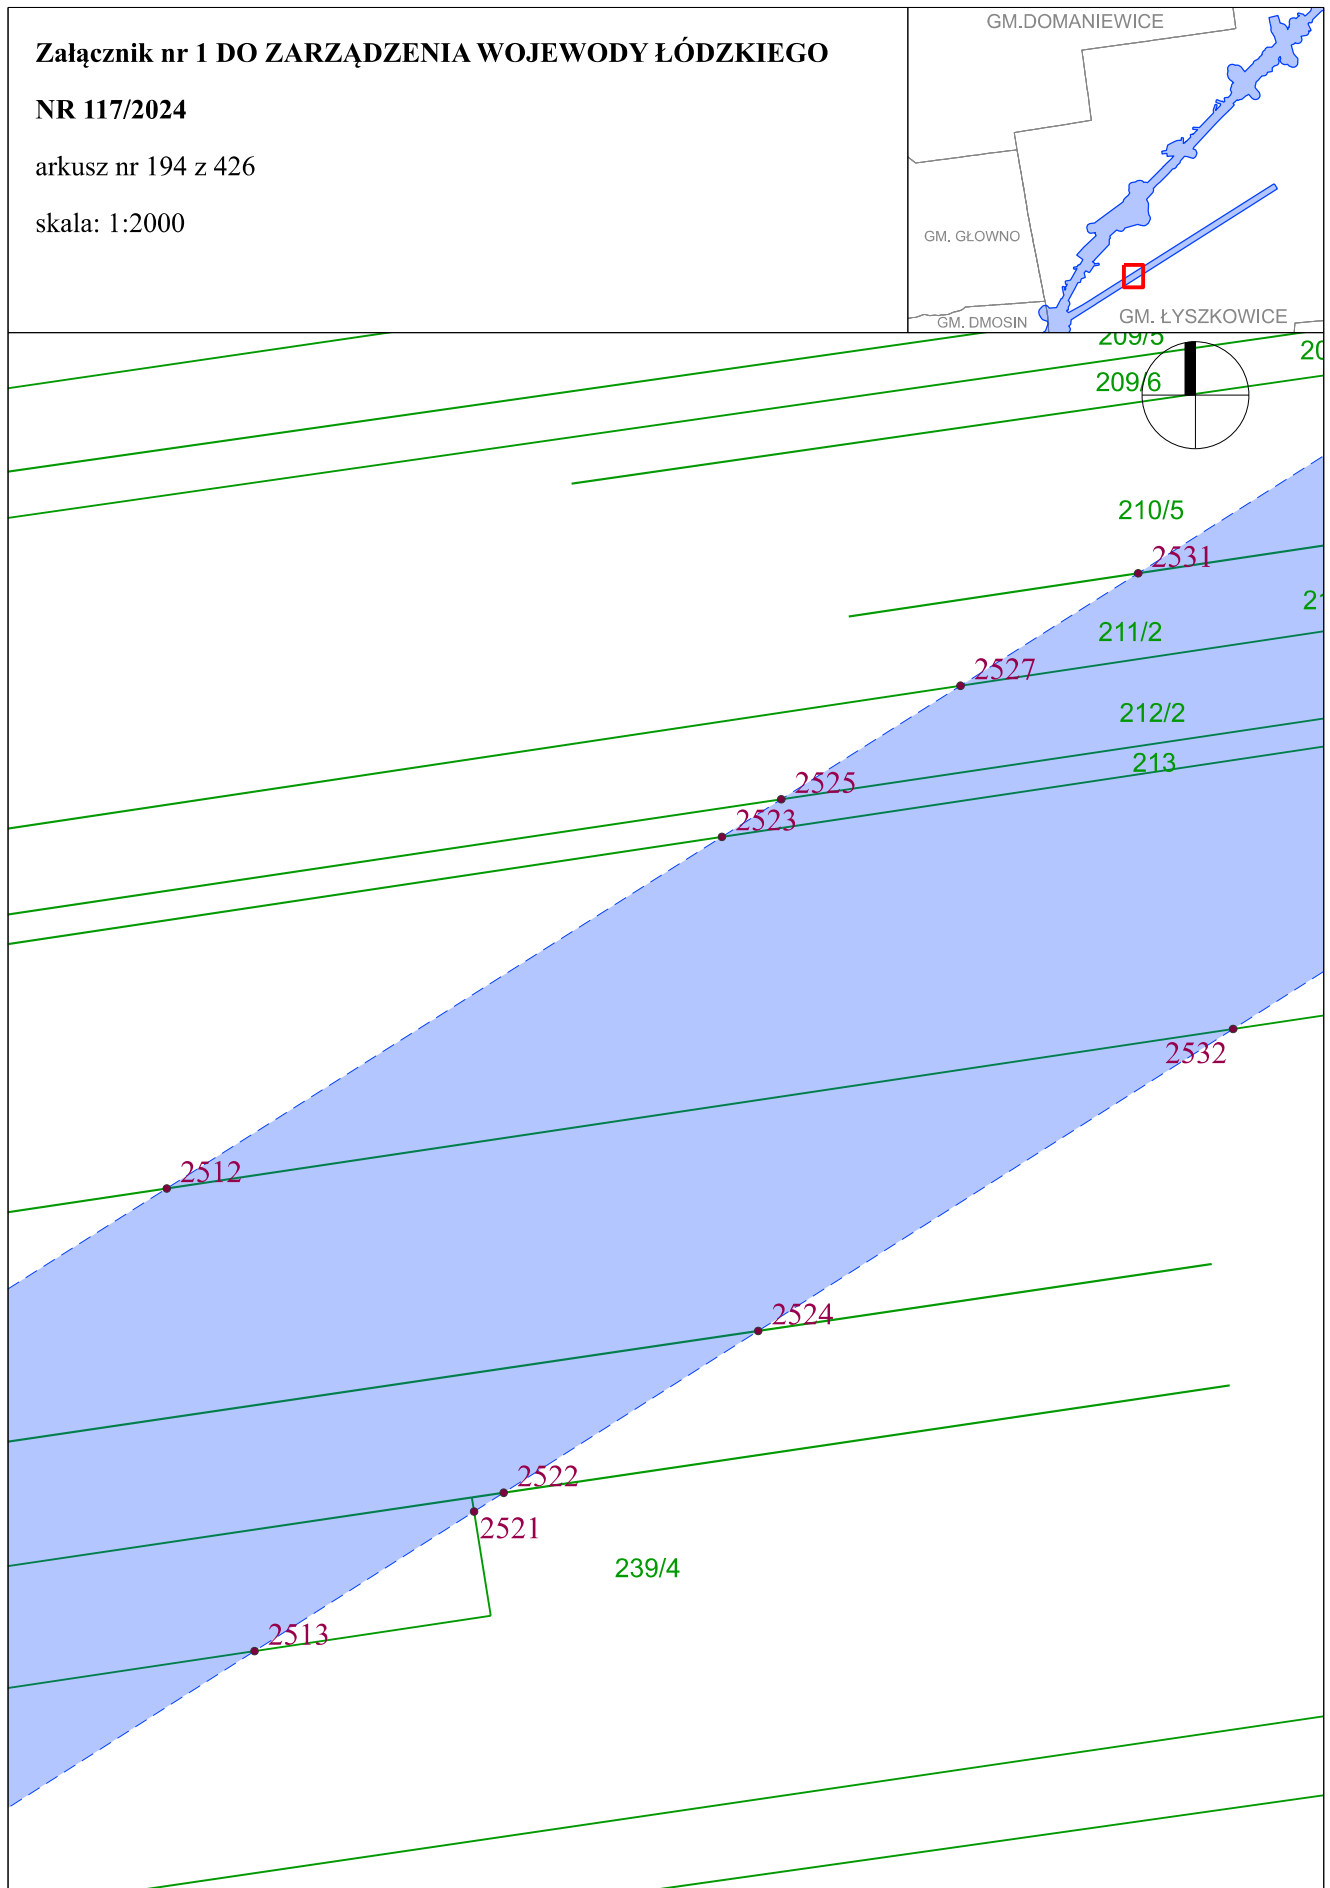 Załącznik nr 1 DO ZARZĄDZENIA WOJEWODY ŁÓDZKIEGO
NR 117/2024
arkusz nr 194 z 426
skala: 1:2000
GM.DOMANIEWICE
GM. GŁOWNO
GM. DMOSIN
GM. ŁYSZKOWICE
209/5
209/6
210/5
2531
211/2
2527
212/2
213
2525
2523
2532
2512
2524
2522
2521
239/4
2513